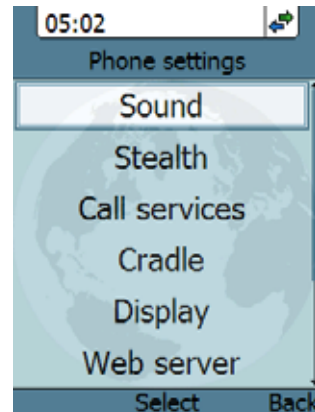 05:02
Phone settings
Sound
Stealth
Call services
Cradle
Display
Web server
Select Back